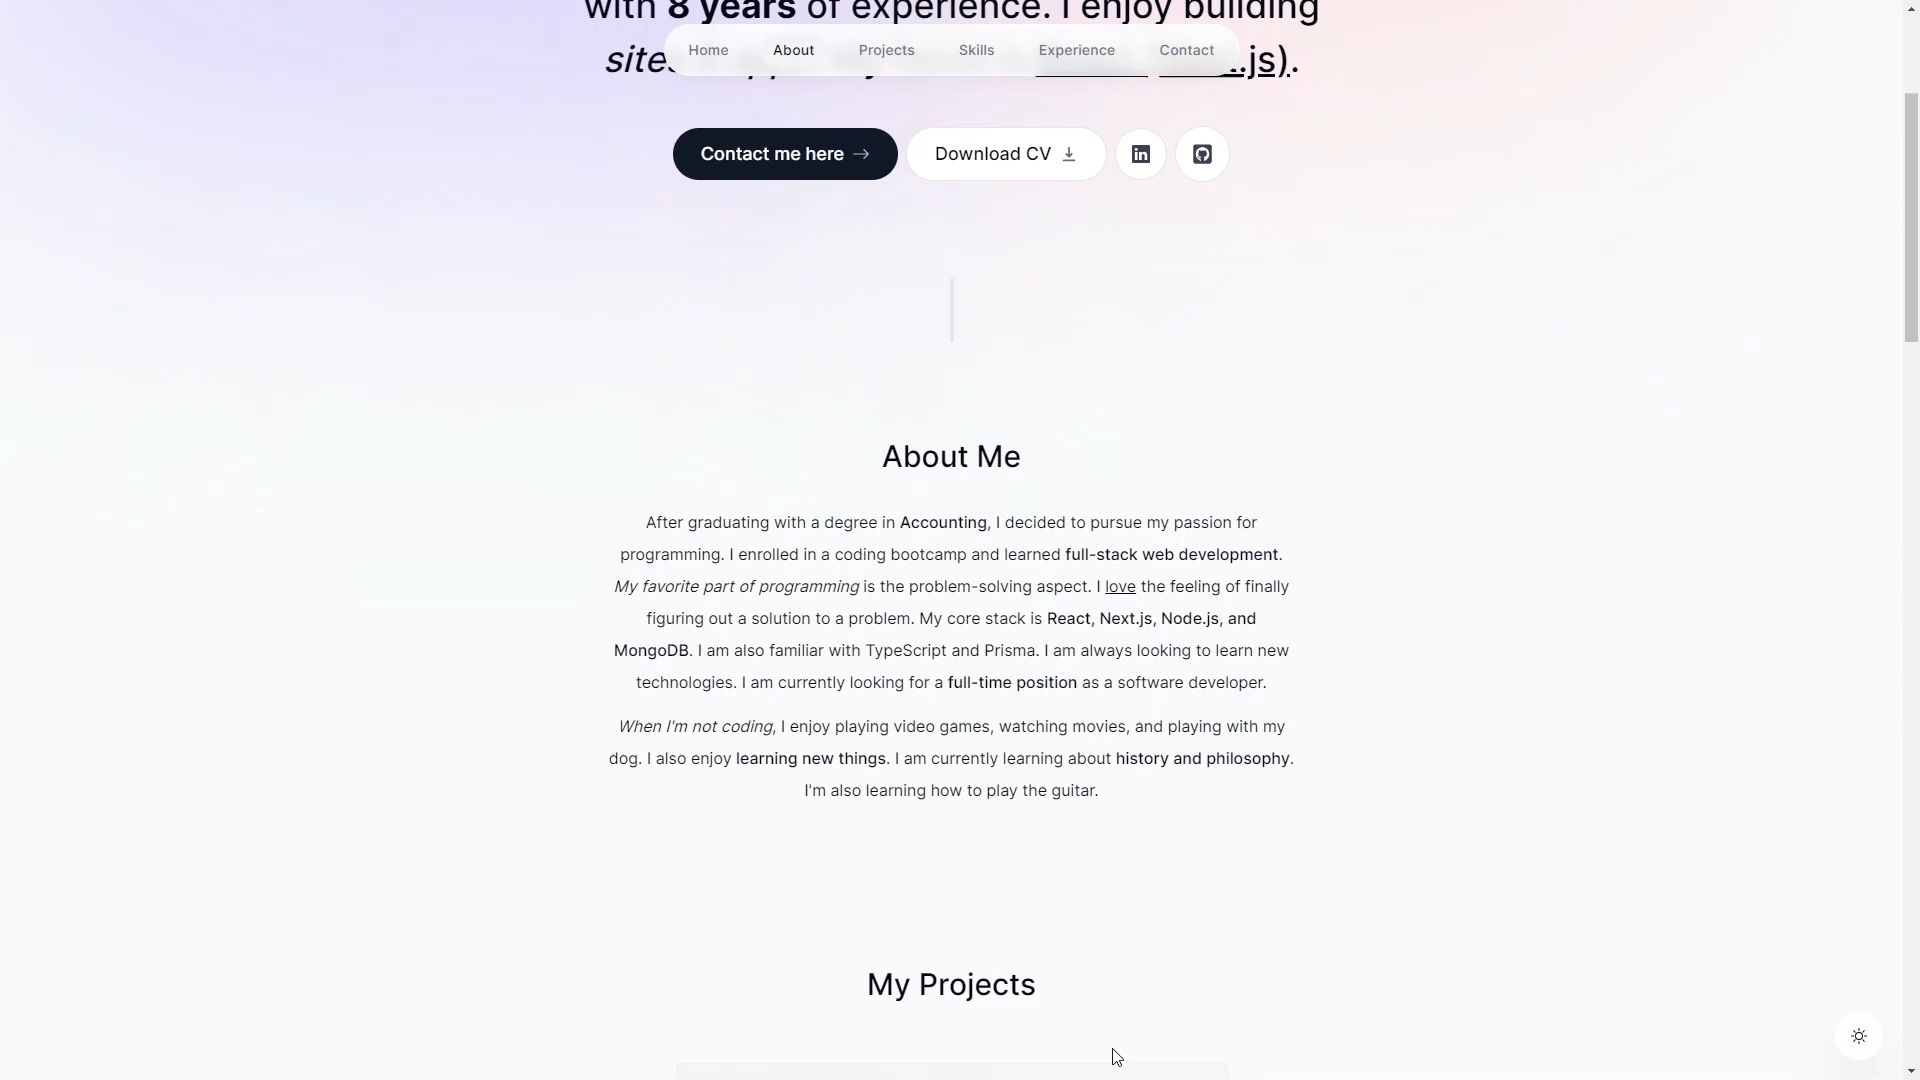 with 8 years of experience. I enjoy building
Home About Projects Skills Experience Contact
.js).
Contact me here →
Download CV
in
About Me
After graduating with a degree in Accounting, I decided to pursue my passion for
programming. I enrolled in a coding bootcamp and learned full-stack web development.
My favorite part of programming is the problem-solving aspect. I love the feeling of finally
figuring out a solution to a problem. My core stack is React, Next.js, Node.js, and
MongoDB. I am also familiar with TypeScript and Prisma. I am always looking to learn new
technologies. I am currently looking for a full-time position as a software developer.
When I'm not coding, I enjoy playing video games, watching movies, and playing with my
dog. I also enjoy learning new things. I am currently learning about history and philosophy.
I'm also learning how to play the guitar.
My Projects